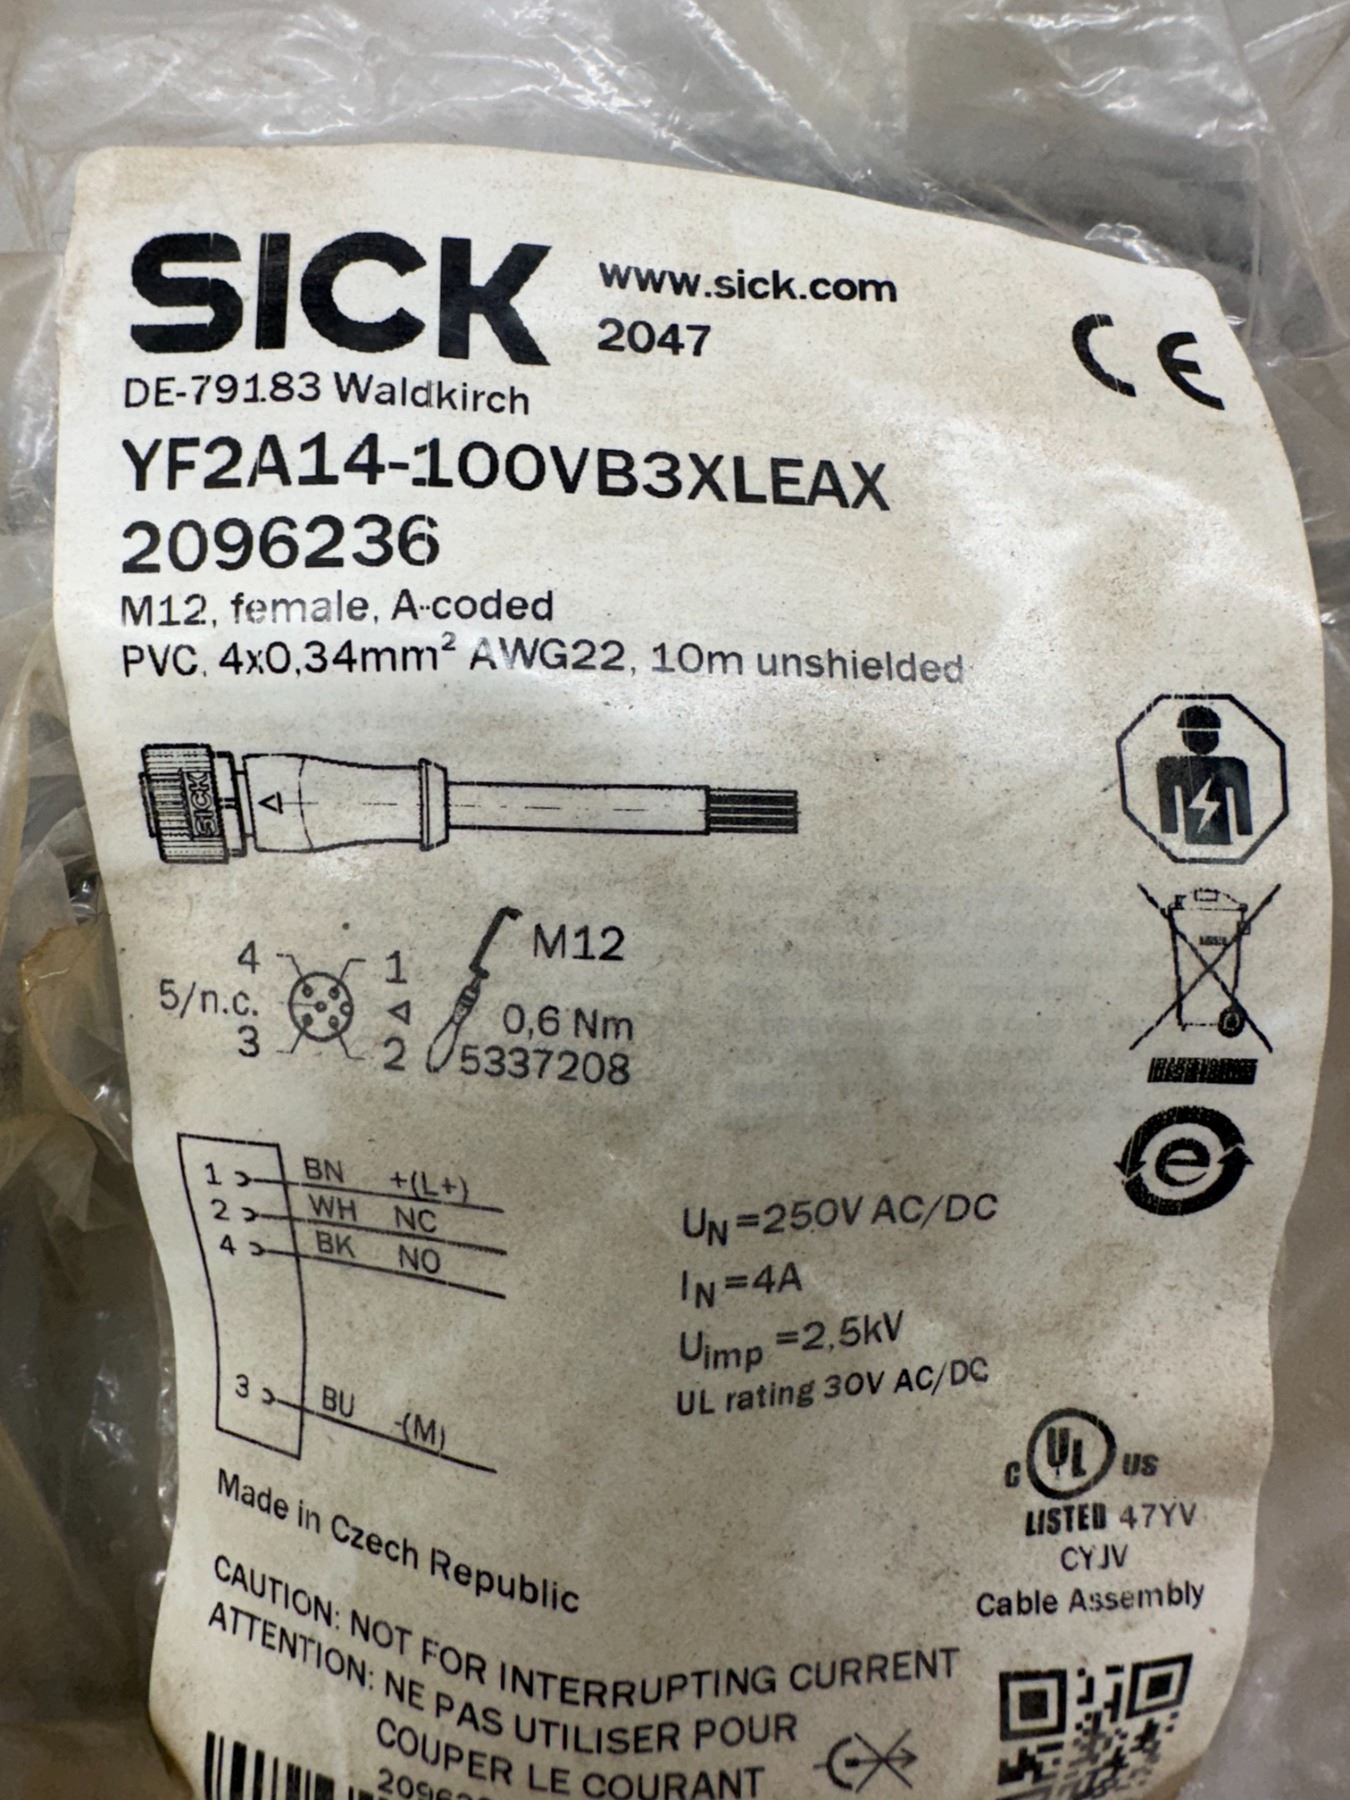 SICK
www.sick.com
2047
CE
DE-79183 Waldkirch
YF2A14-100VB3XLEAX
2096236
M12, female, A-coded
PVC, 4x0,34mm² AWG22, 10m unshielded
SICK
4
1
5/n.c.
3
2
M12
0,6 Nm
5337208
e
1 BN +(L+)
2 WH NC
4 BK NO
3 BU -(M)
UN=250V AC/DC
IN=4A
Uimp=2,5kV
UL rating 30V AC/DC
C UL US
LISTED 47YV
CYJV
Cable Assembly
Made in Czech Republic
CAUTION: NOT FOR INTERRUPTING CURRENT
ATTENTION: NE PAS UTILISER POUR
COUPER LE COURANT